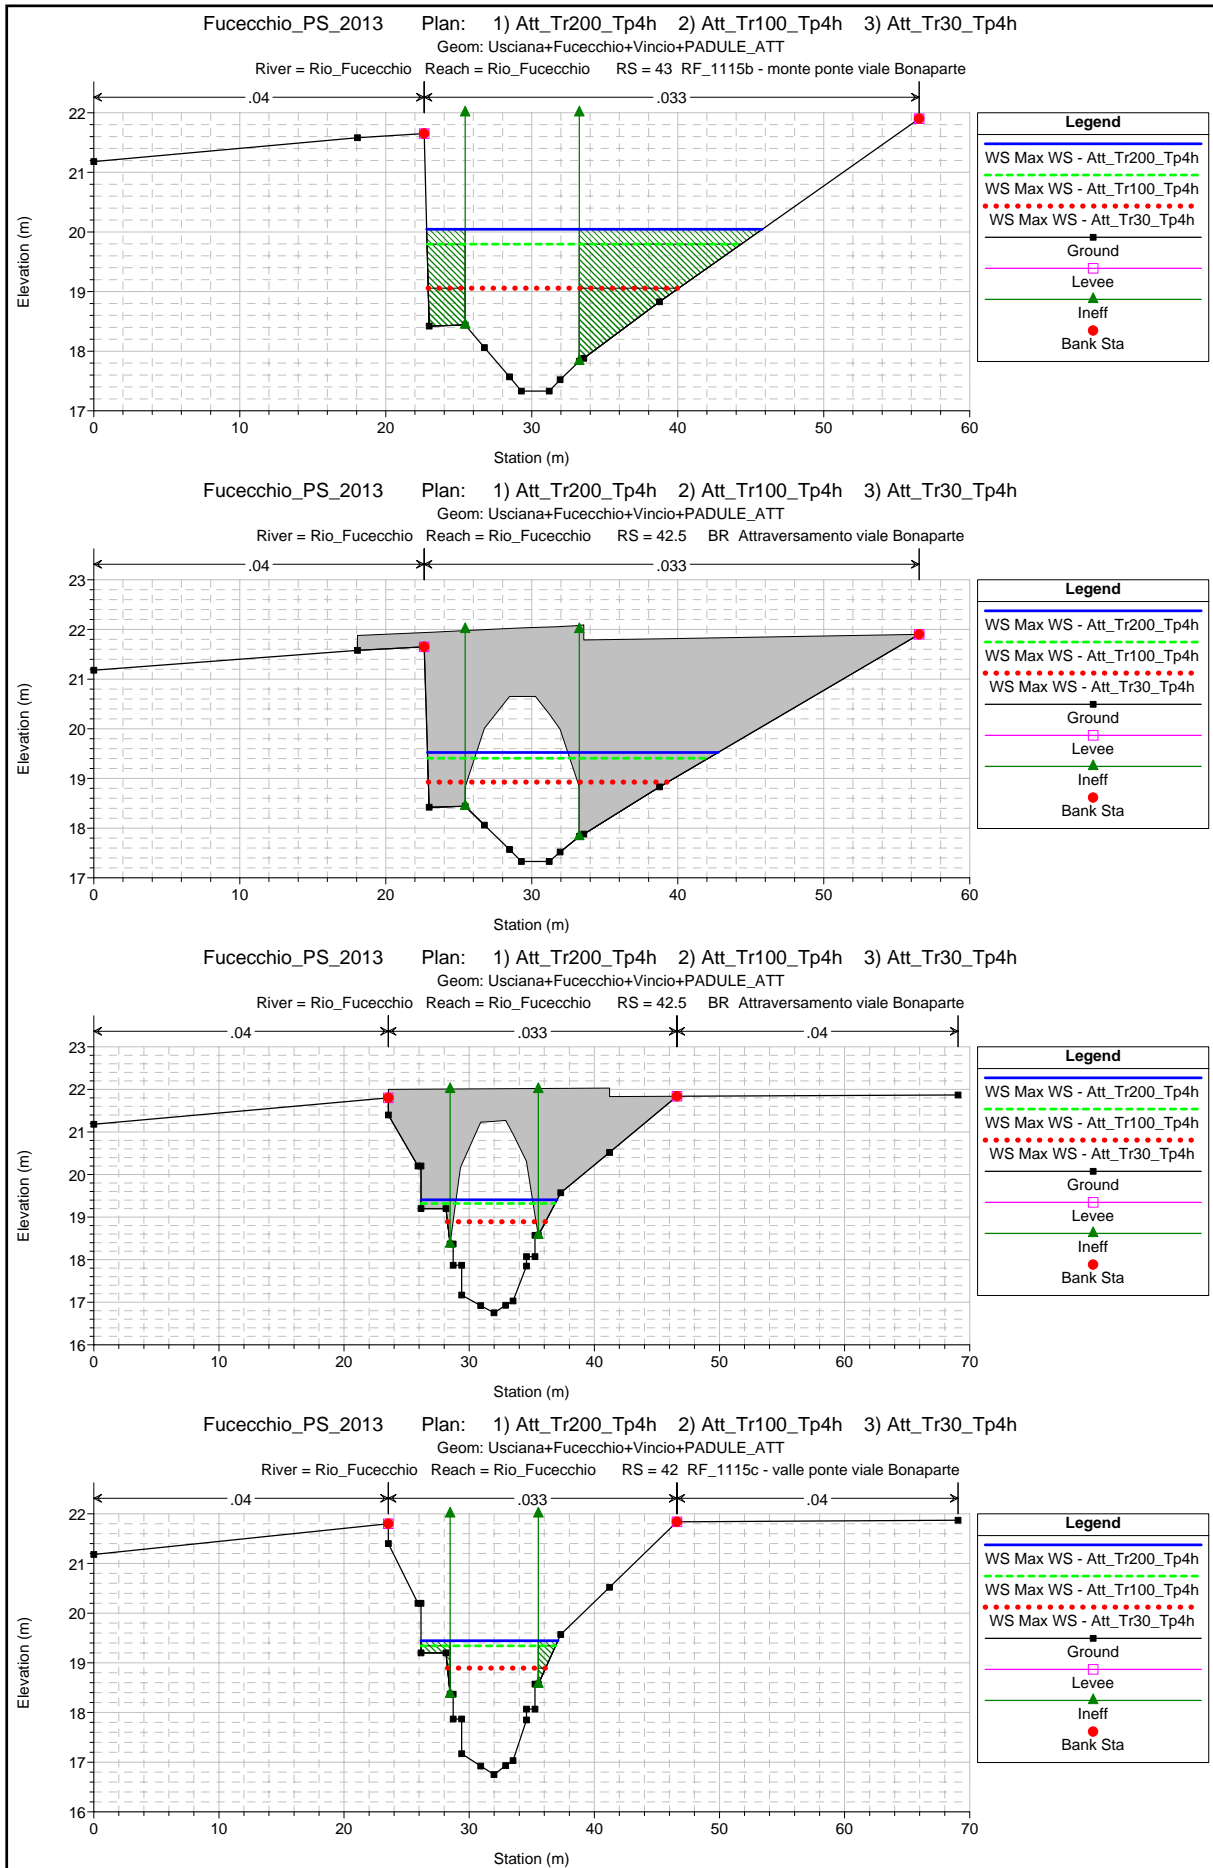 Fucecchio_PS_2013 Plan: 1) Att_Tr200_Tp4h 2) Att_Tr100_Tp4h 3) Att_Tr30_Tp4h
Geom: Usciana+Fucecchio+Vincio+PADULE_ATT
River = Rio_Fucecchio Reach = Rio_Fucecchio RS = 43 RF_1115b - monte ponte viale Bonaparte
.04 .033
22
21
20
19
18
17
Elevation (m)
0 10 20 30 40 50 60
Station (m)
Legend
WS Max WS - Att_Tr200_Tp4h
WS Max WS - Att_Tr100_Tp4h
WS Max WS - Att_Tr30_Tp4h
Ground
Levee
Ineff
Bank Sta
Fucecchio_PS_2013 Plan: 1) Att_Tr200_Tp4h 2) Att_Tr100_Tp4h 3) Att_Tr30_Tp4h
Geom: Usciana+Fucecchio+Vincio+PADULE_ATT
River = Rio_Fucecchio Reach = Rio_Fucecchio RS = 42.5 BR Attraversamento viale Bonaparte
.04 .033
23
22
21
20
19
18
17
Elevation (m)
0 10 20 30 40 50 60
Station (m)
Legend
WS Max WS - Att_Tr200_Tp4h
WS Max WS - Att_Tr100_Tp4h
WS Max WS - Att_Tr30_Tp4h
Ground
Levee
Ineff
Bank Sta
Fucecchio_PS_2013 Plan: 1) Att_Tr200_Tp4h 2) Att_Tr100_Tp4h 3) Att_Tr30_Tp4h
Geom: Usciana+Fucecchio+Vincio+PADULE_ATT
River = Rio_Fucecchio Reach = Rio_Fucecchio RS = 42.5 BR Attraversamento viale Bonaparte
.04 .033 .04
23
22
21
20
19
18
17
16
Elevation (m)
0 10 20 30 40 50 60 70
Station (m)
Legend
WS Max WS - Att_Tr200_Tp4h
WS Max WS - Att_Tr100_Tp4h
WS Max WS - Att_Tr30_Tp4h
Ground
Levee
Ineff
Bank Sta
Fucecchio_PS_2013 Plan: 1) Att_Tr200_Tp4h 2) Att_Tr100_Tp4h 3) Att_Tr30_Tp4h
Geom: Usciana+Fucecchio+Vincio+PADULE_ATT
River = Rio_Fucecchio Reach = Rio_Fucecchio RS = 42 RF_1115c - valle ponte viale Bonaparte
.04 .033 .04
22
21
20
19
18
17
16
Elevation (m)
0 10 20 30 40 50 60 70
Station (m)
Legend
WS Max WS - Att_Tr200_Tp4h
WS Max WS - Att_Tr100_Tp4h
WS Max WS - Att_Tr30_Tp4h
Ground
Levee
Ineff
Bank Sta